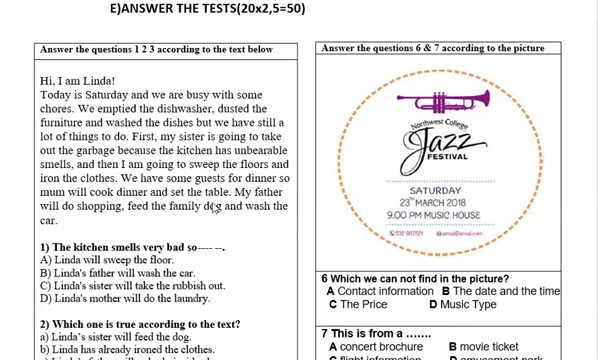 E)ANSWER THE TESTS(20x2,5=50)
Answer the questions 1 2 3 according to the text below
Hi, I am Linda!
Today is Saturday and we are busy with some
chores. We emptied the dishwasher, dusted the
furniture and washed the dishes but we have still a
lot of things to do. First, my sister is going to take
out the garbage because the kitchen has unbearable
smells, and then I am going to sweep the floors and
iron the clothes. We have some guests for dinner so
mum will cook dinner and set the table. My father
will do shopping, feed the family dog and wash the
car.
1) The kitchen smells very bad so---- --.
A) Linda will sweep the floor.
B) Linda's father will wash the car.
C) Linda's sister will take the rubbish out.
D) Linda's mother will do the laundry.
2) Which one is true according to the text?
a) Linda's sister will feed the dog.
b) Linda has already ironed the clothes.
Answer the questions 6 & 7 according to the picture
Northwest College
Jazz
FESTIVAL
SATURDAY
23RD MARCH 2018
9.00 PM MUSIC HOUSE
email@email.com
6 Which we can not find in the picture?
A Contact information B The date and the time
C The Price D Music Type
7 This is from a …….
A concert brochure B movie ticket
C flight information D amusement park